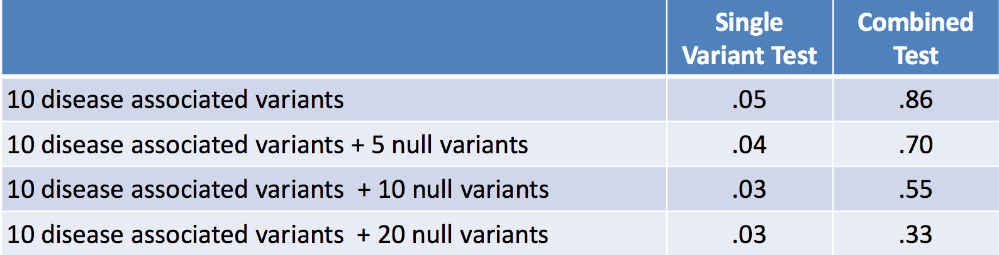 Single Variant Test
Combined Test
10 disease associated variants .05 .86
10 disease associated variants + 5 null variants .04 .70
10 disease associated variants + 10 null variants .03 .55
10 disease associated variants + 20 null variants .03 .33